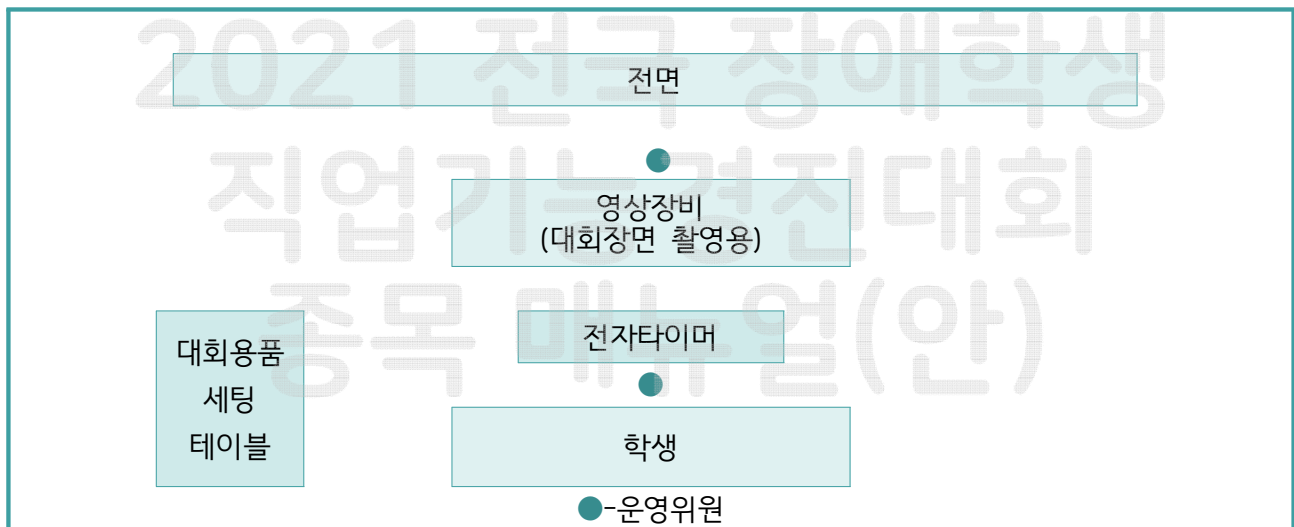 2021 전국 장애학생
전면
직업기능경진대회
영상장비
(대회장면 촬영용)
종목 매뉴얼(안)
전자타이머
대회용품
세팅
테이블
학생
●-운영위원